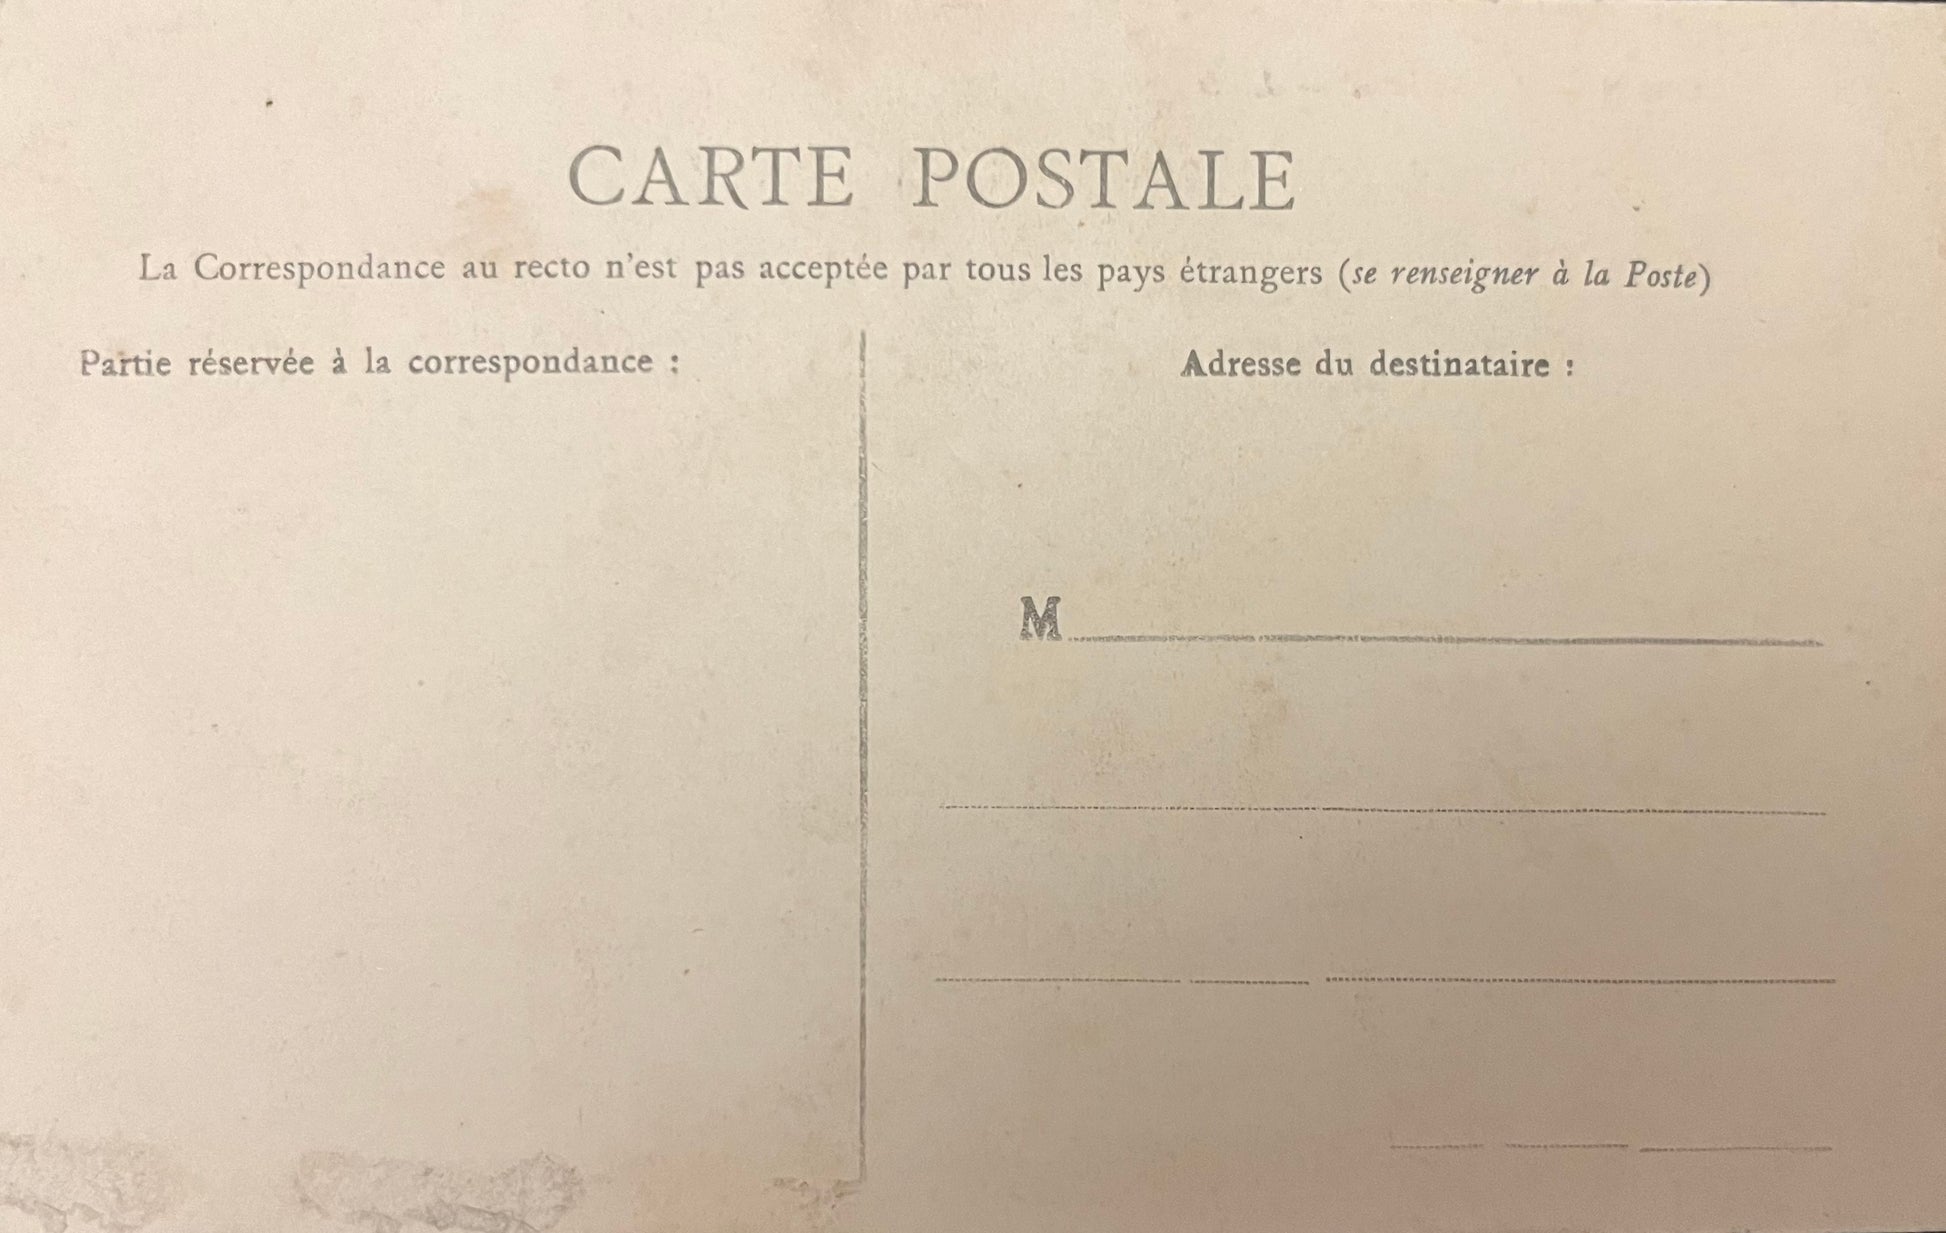 CARTE POSTALE
La Correspondance au recto n'est pas acceptée par tous les pays étrangers (se renseigner à la Poste)
Partie réservée à la correspondance :
Adresse du destinataire :
M